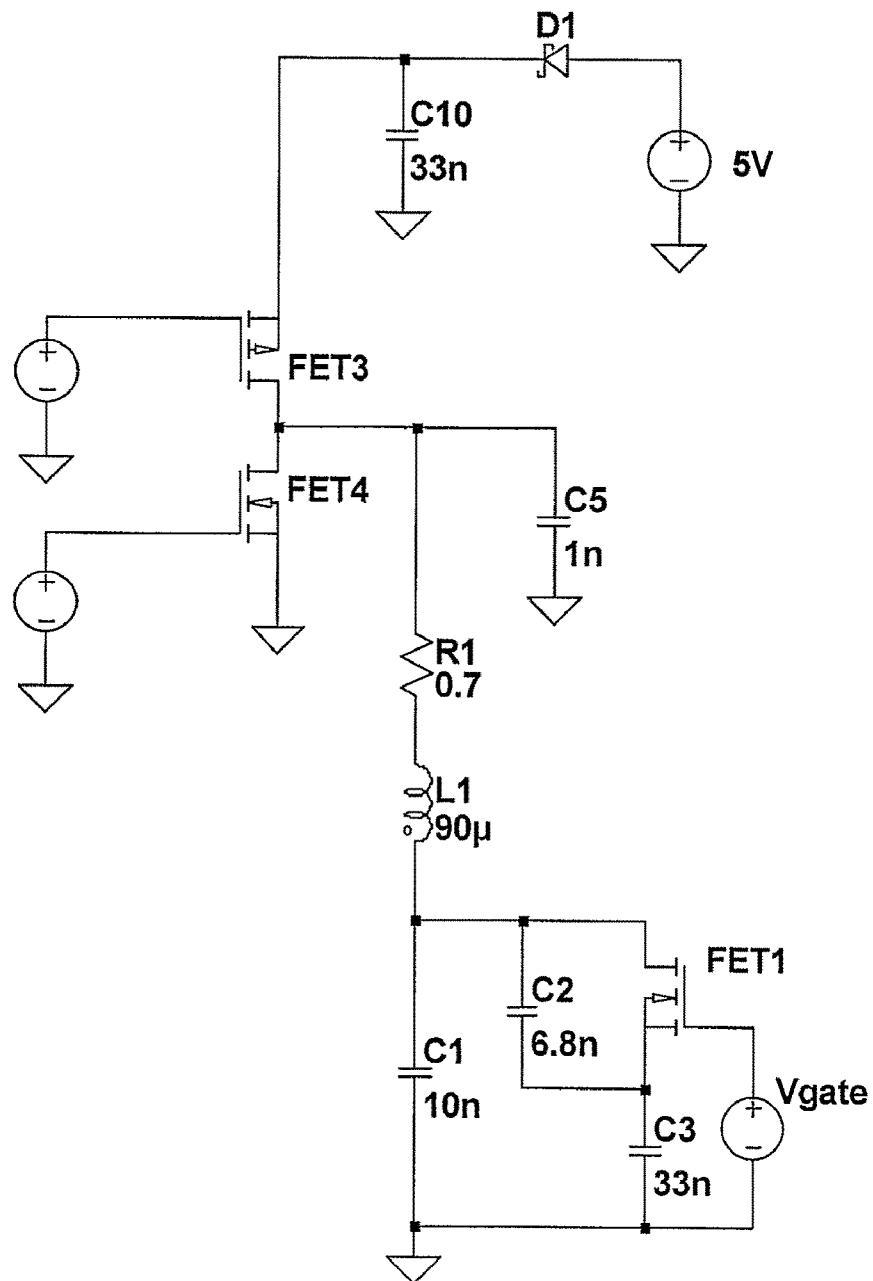 D1
C10
33n
5V
FET3
FET4
C5
1n
R1
0.7
L1
90µ
FET1
C2
6.8n
C1
10n
Vgate
C3
33n